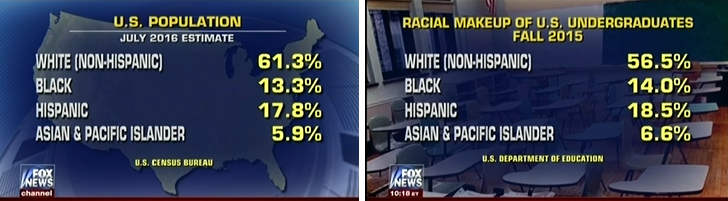 U.S. POPULATION
JULY 2016 ESTIMATE
WHITE (NON-HISPANIC) 61.3%
BLACK 13.3%
HISPANIC 17.8%
ASIAN & PACIFIC ISLANDER 5.9%
U.S. CENSUS BUREAU
FOX
NEWS
channel
RACIAL MAKEUP OF U.S. UNDERGRADUATES
FALL 2015
WHITE (NON-HISPANIC) 56.5%
BLACK 14.0%
HISPANIC 18.5%
ASIAN & PACIFIC ISLANDER 6.6%
U.S. DEPARTMENT OF EDUCATION
FOX
NEWS
10:18 ET